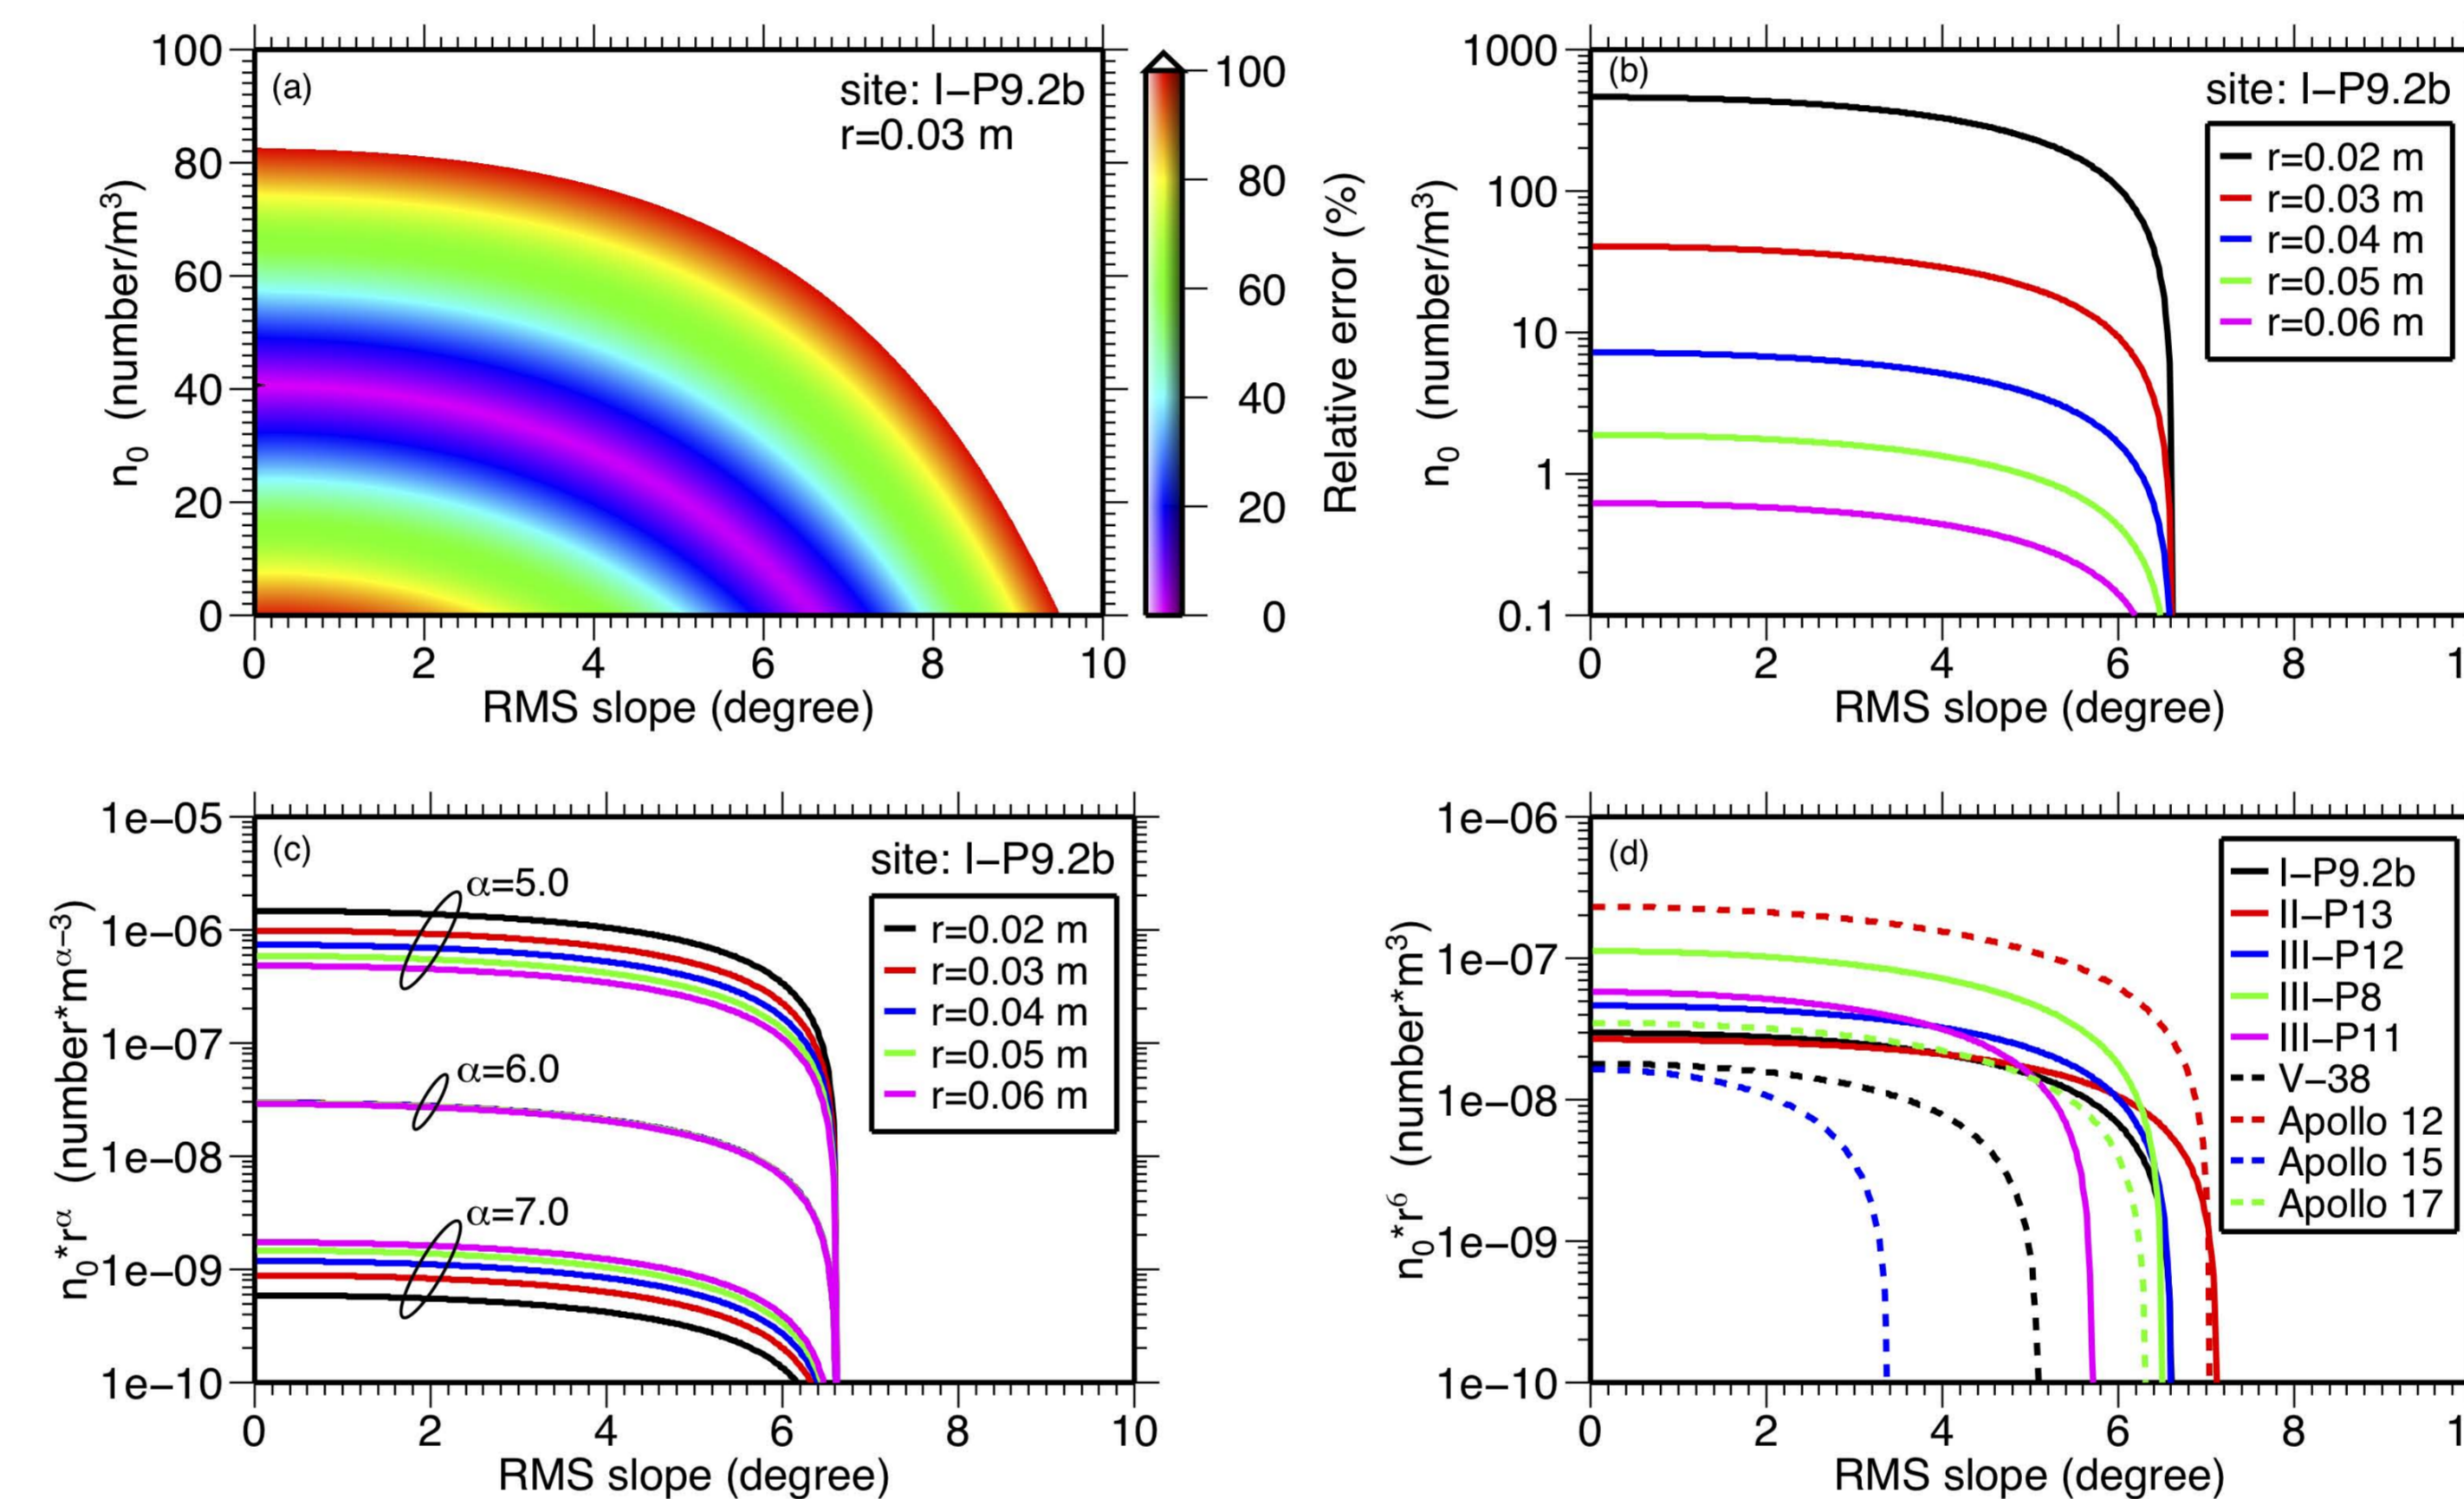 (a)
site: I−P9.2b
r=0.03 m
100
80
60
40
20
0
n0 (number/m3)
0 2 4 6 8 10
RMS slope (degree)
100
80
60
40
20
0
Relative error (%)
(b)
site: I−P9.2b
r=0.02 m
r=0.03 m
r=0.04 m
r=0.05 m
r=0.06 m
1000
100
10
1
0.1
n0 (number/m3)
0 2 4 6 8 1
RMS slope (degree)
(c)
site: I−P9.2b
α=5.0
α=6.0
α=7.0
r=0.02 m
r=0.03 m
r=0.04 m
r=0.05 m
r=0.06 m
1e−05
1e−06
1e−07
1e−08
1e−09
1e−10
n0*rα (number*mα−3)
0 2 4 6 8 10
RMS slope (degree)
(d)
I−P9.2b
II−P13
III−P12
III−P8
III−P11
V−38
Apollo 12
Apollo 15
Apollo 17
1e−06
1e−07
1e−08
1e−09
1e−10
n0*r6 (number*m3)
0 2 4 6 8 1
RMS slope (degree)